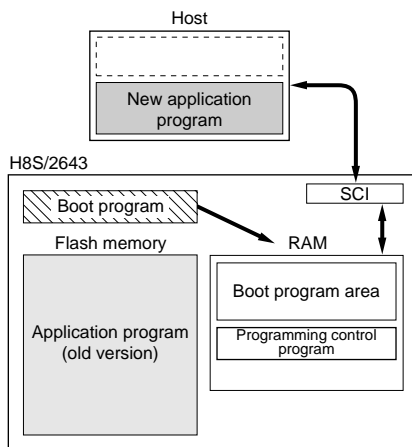 Host
New application
program
H8S/2643
SCI
Boot program
Flash memory
RAM
Application program
(old version)
Boot program area
Programming control
program